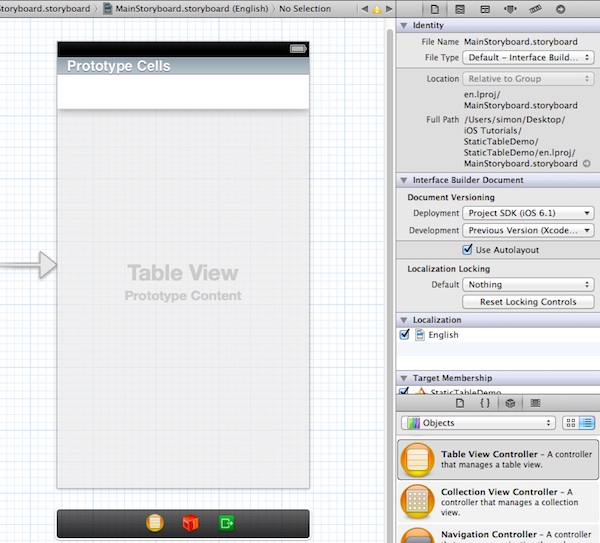 toryboard.storyboard MainStoryboard.storyboard (English) No Selection
Prototype Cells
Table View
Prototype Content
Identity
File Name MainStoryboard.storyboard
File Type Default - Interface Build...
Location Relative to Group
en.lproj/
MainStoryboard.storyboard
Full Path /Users/simon/Desktop/
iOS Tutorials/
StaticTableDemo/
StaticTableDemo/en.lproj/
MainStoryboard.storyboard
Interface Builder Document
Document Versioning
Deployment Project SDK (iOS 6.1)
Development Previous Version (Xcode...
Use Autolayout
Localization Locking
Default Nothing
Reset Locking Controls
Localization
English
Target Membership
StaticTableDemo
{ }
Objects
Table View Controller - A controller
that manages a table view.
Collection View Controller - A
controller that manages a collection
view.
Navigation Controller - A